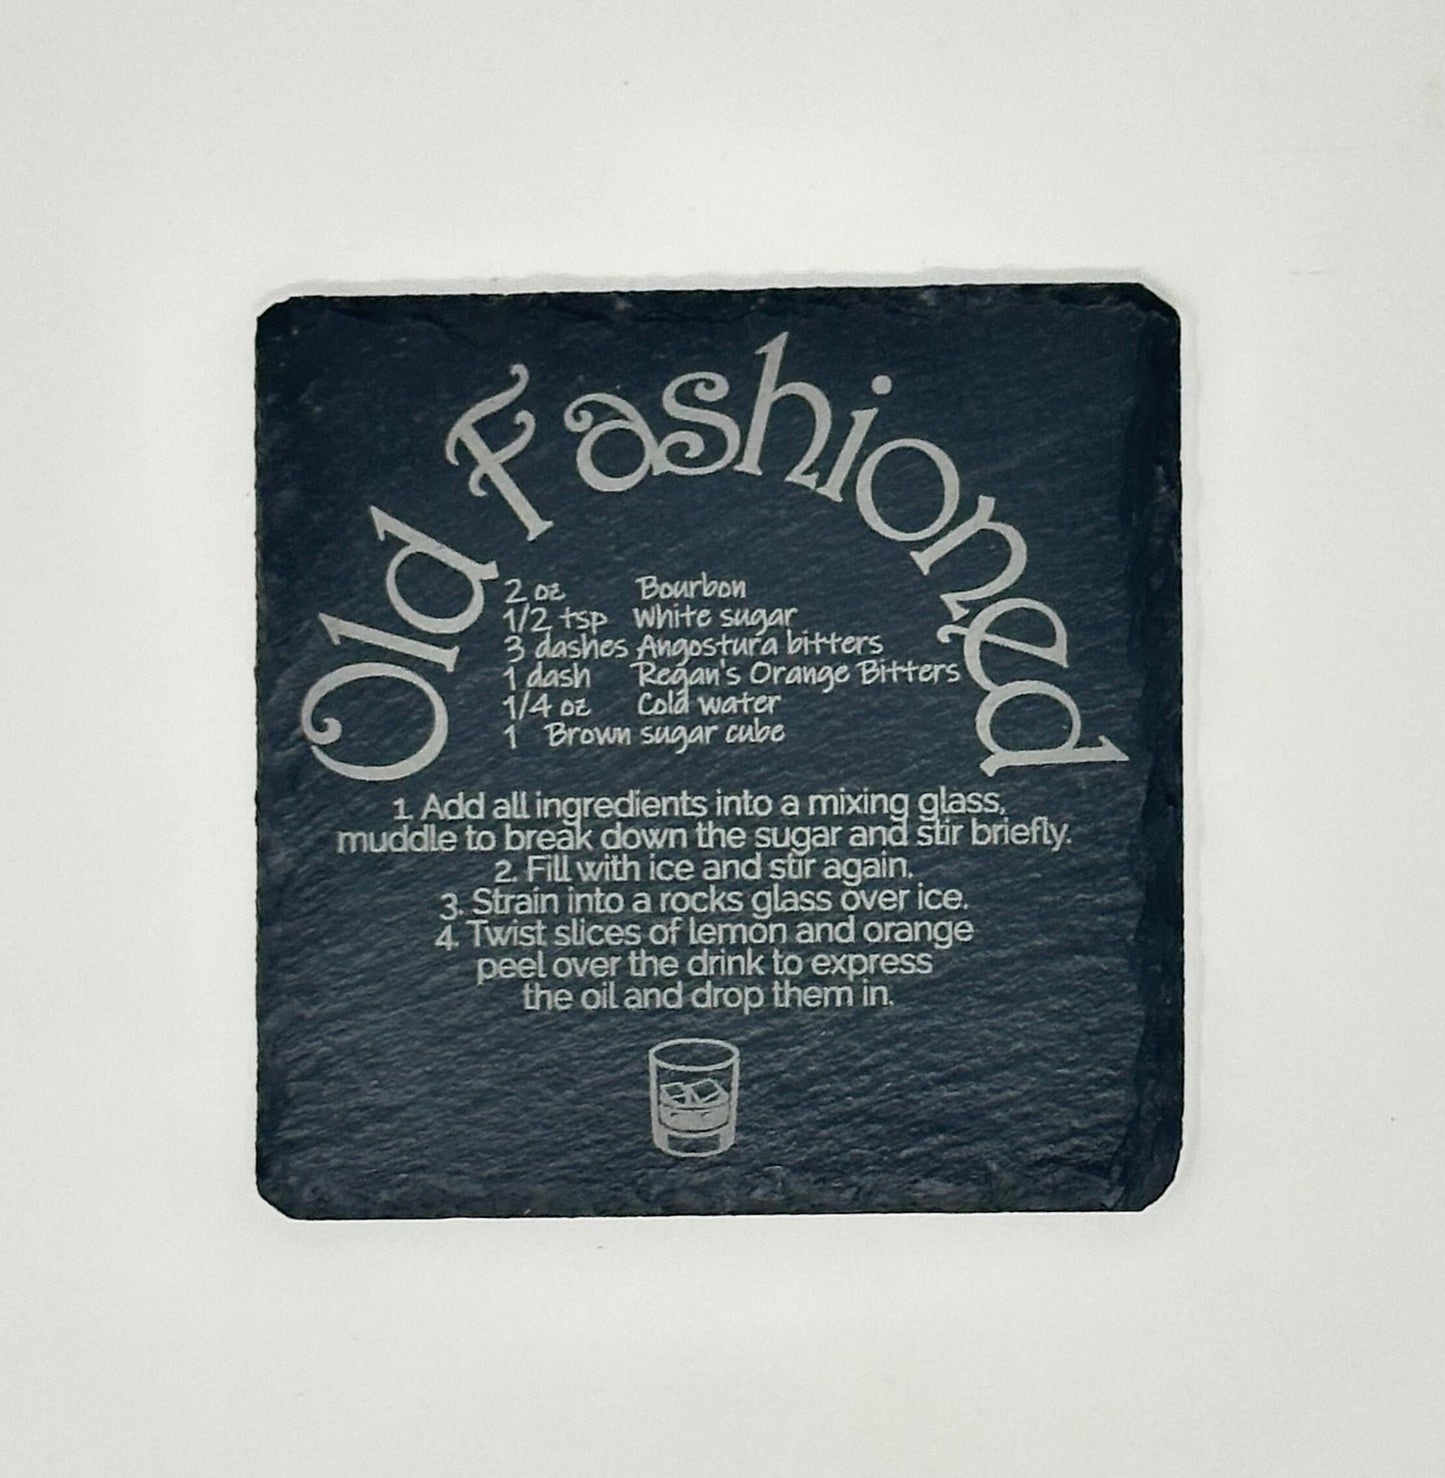 Old Fashioned
2 oz Bourbon
1/2 tsp White sugar
3 dashes Angostura bitters
1 dash Regan's Orange Bitters
1/4 oz Cold water
1 Brown sugar cube
1. Add all ingredients into a mixing glass,
muddle to break down the sugar and stir briefly.
2. Fill with ice and stir again.
3. Strain into a rocks glass over ice.
4. Twist slices of lemon and orange
peel over the drink to express
the oil and drop them in.